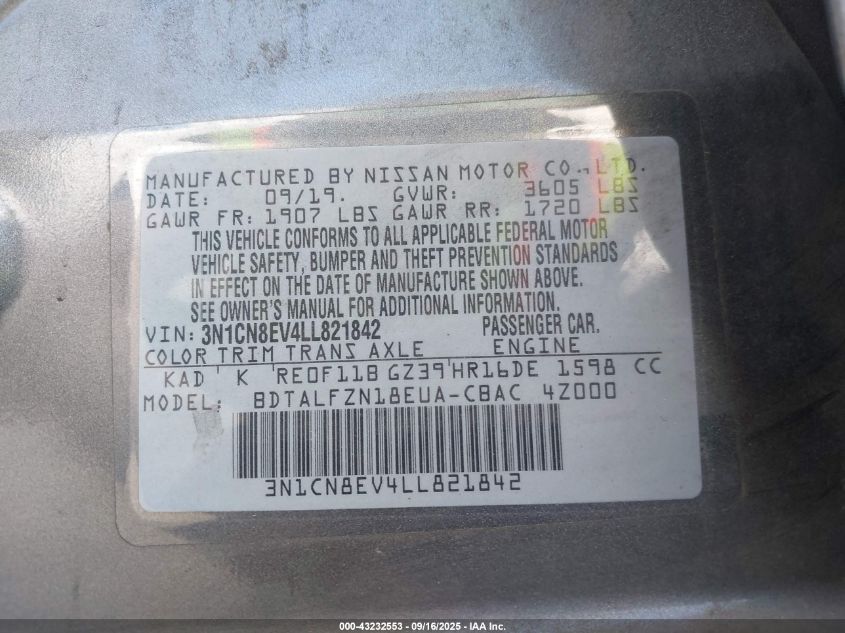 MANUFACTURED BY NISSAN MOTOR CO., LTD.
DATE: 09/19. GVWR: 3605 LBS
GAWR FR: 1907 LBS GAWR RR: 1720 LBS
THIS VEHICLE CONFORMS TO ALL APPLICABLE FEDERAL MOTOR
VEHICLE SAFETY, BUMPER AND THEFT PREVENTION STANDARDS
IN EFFECT ON THE DATE OF MANUFACTURE SHOWN ABOVE.
SEE OWNER'S MANUAL FOR ADDITIONAL INFORMATION.
VIN: 3N1CN8EV4LL821842 PASSENGER CAR.
COLOR TRIM TRANS AXLE ENGINE
KAD K RE0F11B GZ39 HR16DE 1598 CC
MODEL: BDTALFZN18EUA-CBAC 4Z000
3N1CN8EV4LL821842
000-43232553 - 09/16/2025 - IAA Inc.